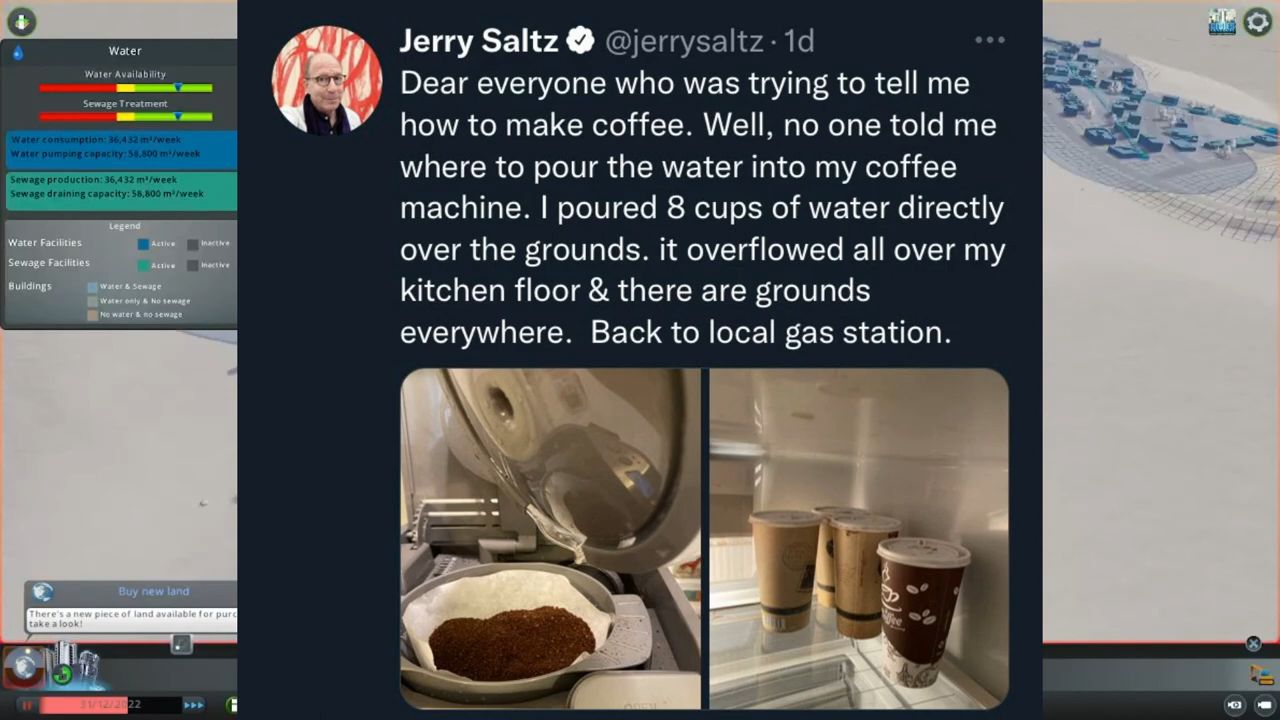 Water
Water Availability
Sewage Treatment
Water consumption: 36,432 m³/week
Water pumping capacity: 58,800 m³/week
Sewage production: 36,432 m³/week
Sewage draining capacity: 58,800 m³/week
Legend
Water Facilities Active Inactive
Sewage Facilities Active Inactive
Buildings Water & Sewage
Water only & No sewage
No water & no sewage
Jerry Saltz @jerrysaltz · 1d
Dear everyone who was trying to tell me
how to make coffee. Well, no one told me
where to pour the water into my coffee
machine. I poured 8 cups of water directly
over the grounds. it overflowed all over my
kitchen floor & there are grounds
everywhere.  Back to local gas station.
Buy new land
There's a new piece of land available for purc
take a look!
31/12/2022